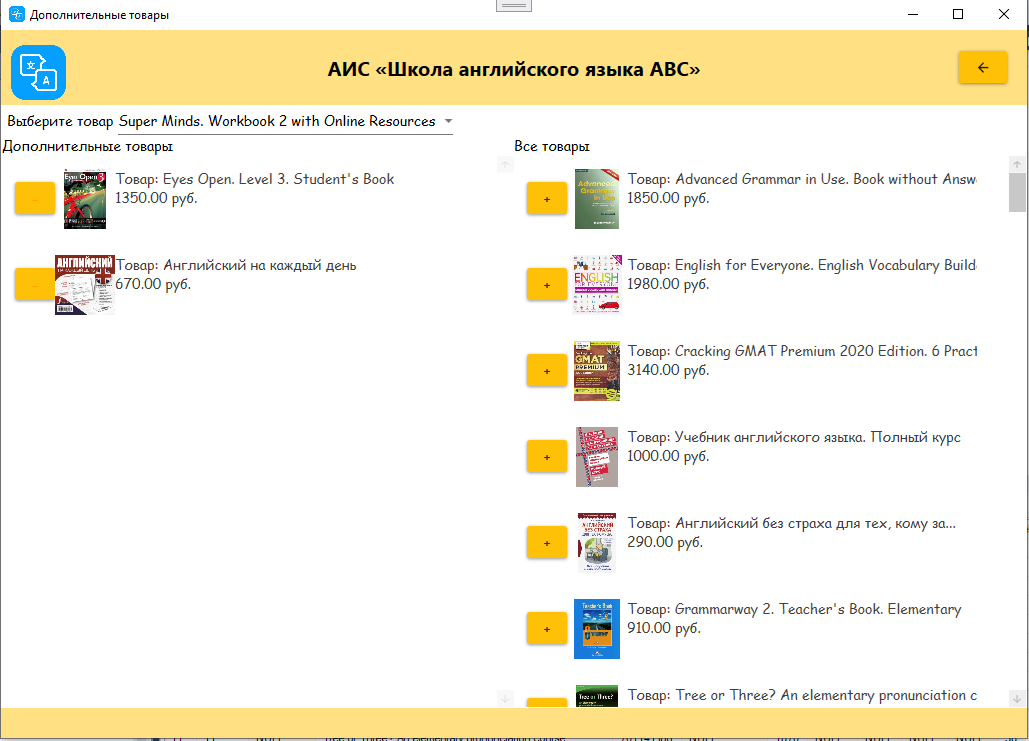 Дополнительные товары
АИС «Школа английского языка АВС»
Выберите товар Super Minds. Workbook 2 with Online Resources
Дополнительные товары
Товар: Eyes Open. Level 3. Student's Book
1350.00 руб.
Товар: Английский на каждый день
670.00 руб.
Все товары
Товар: Advanced Grammar in Use. Book without Answ
1850.00 руб.
Товар: English for Everyone. English Vocabulary Build
1980.00 руб.
Товар: Cracking GMAT Premium 2020 Edition. 6 Pract
3140.00 руб.
Товар: Учебник английского языка. Полный курс
1000.00 руб.
Товар: Английский без страха для тех, кому за...
290.00 руб.
Товар: Grammarway 2. Teacher's Book. Elementary
910.00 руб.
Товар: Tree or Three? An elementary pronunciation c